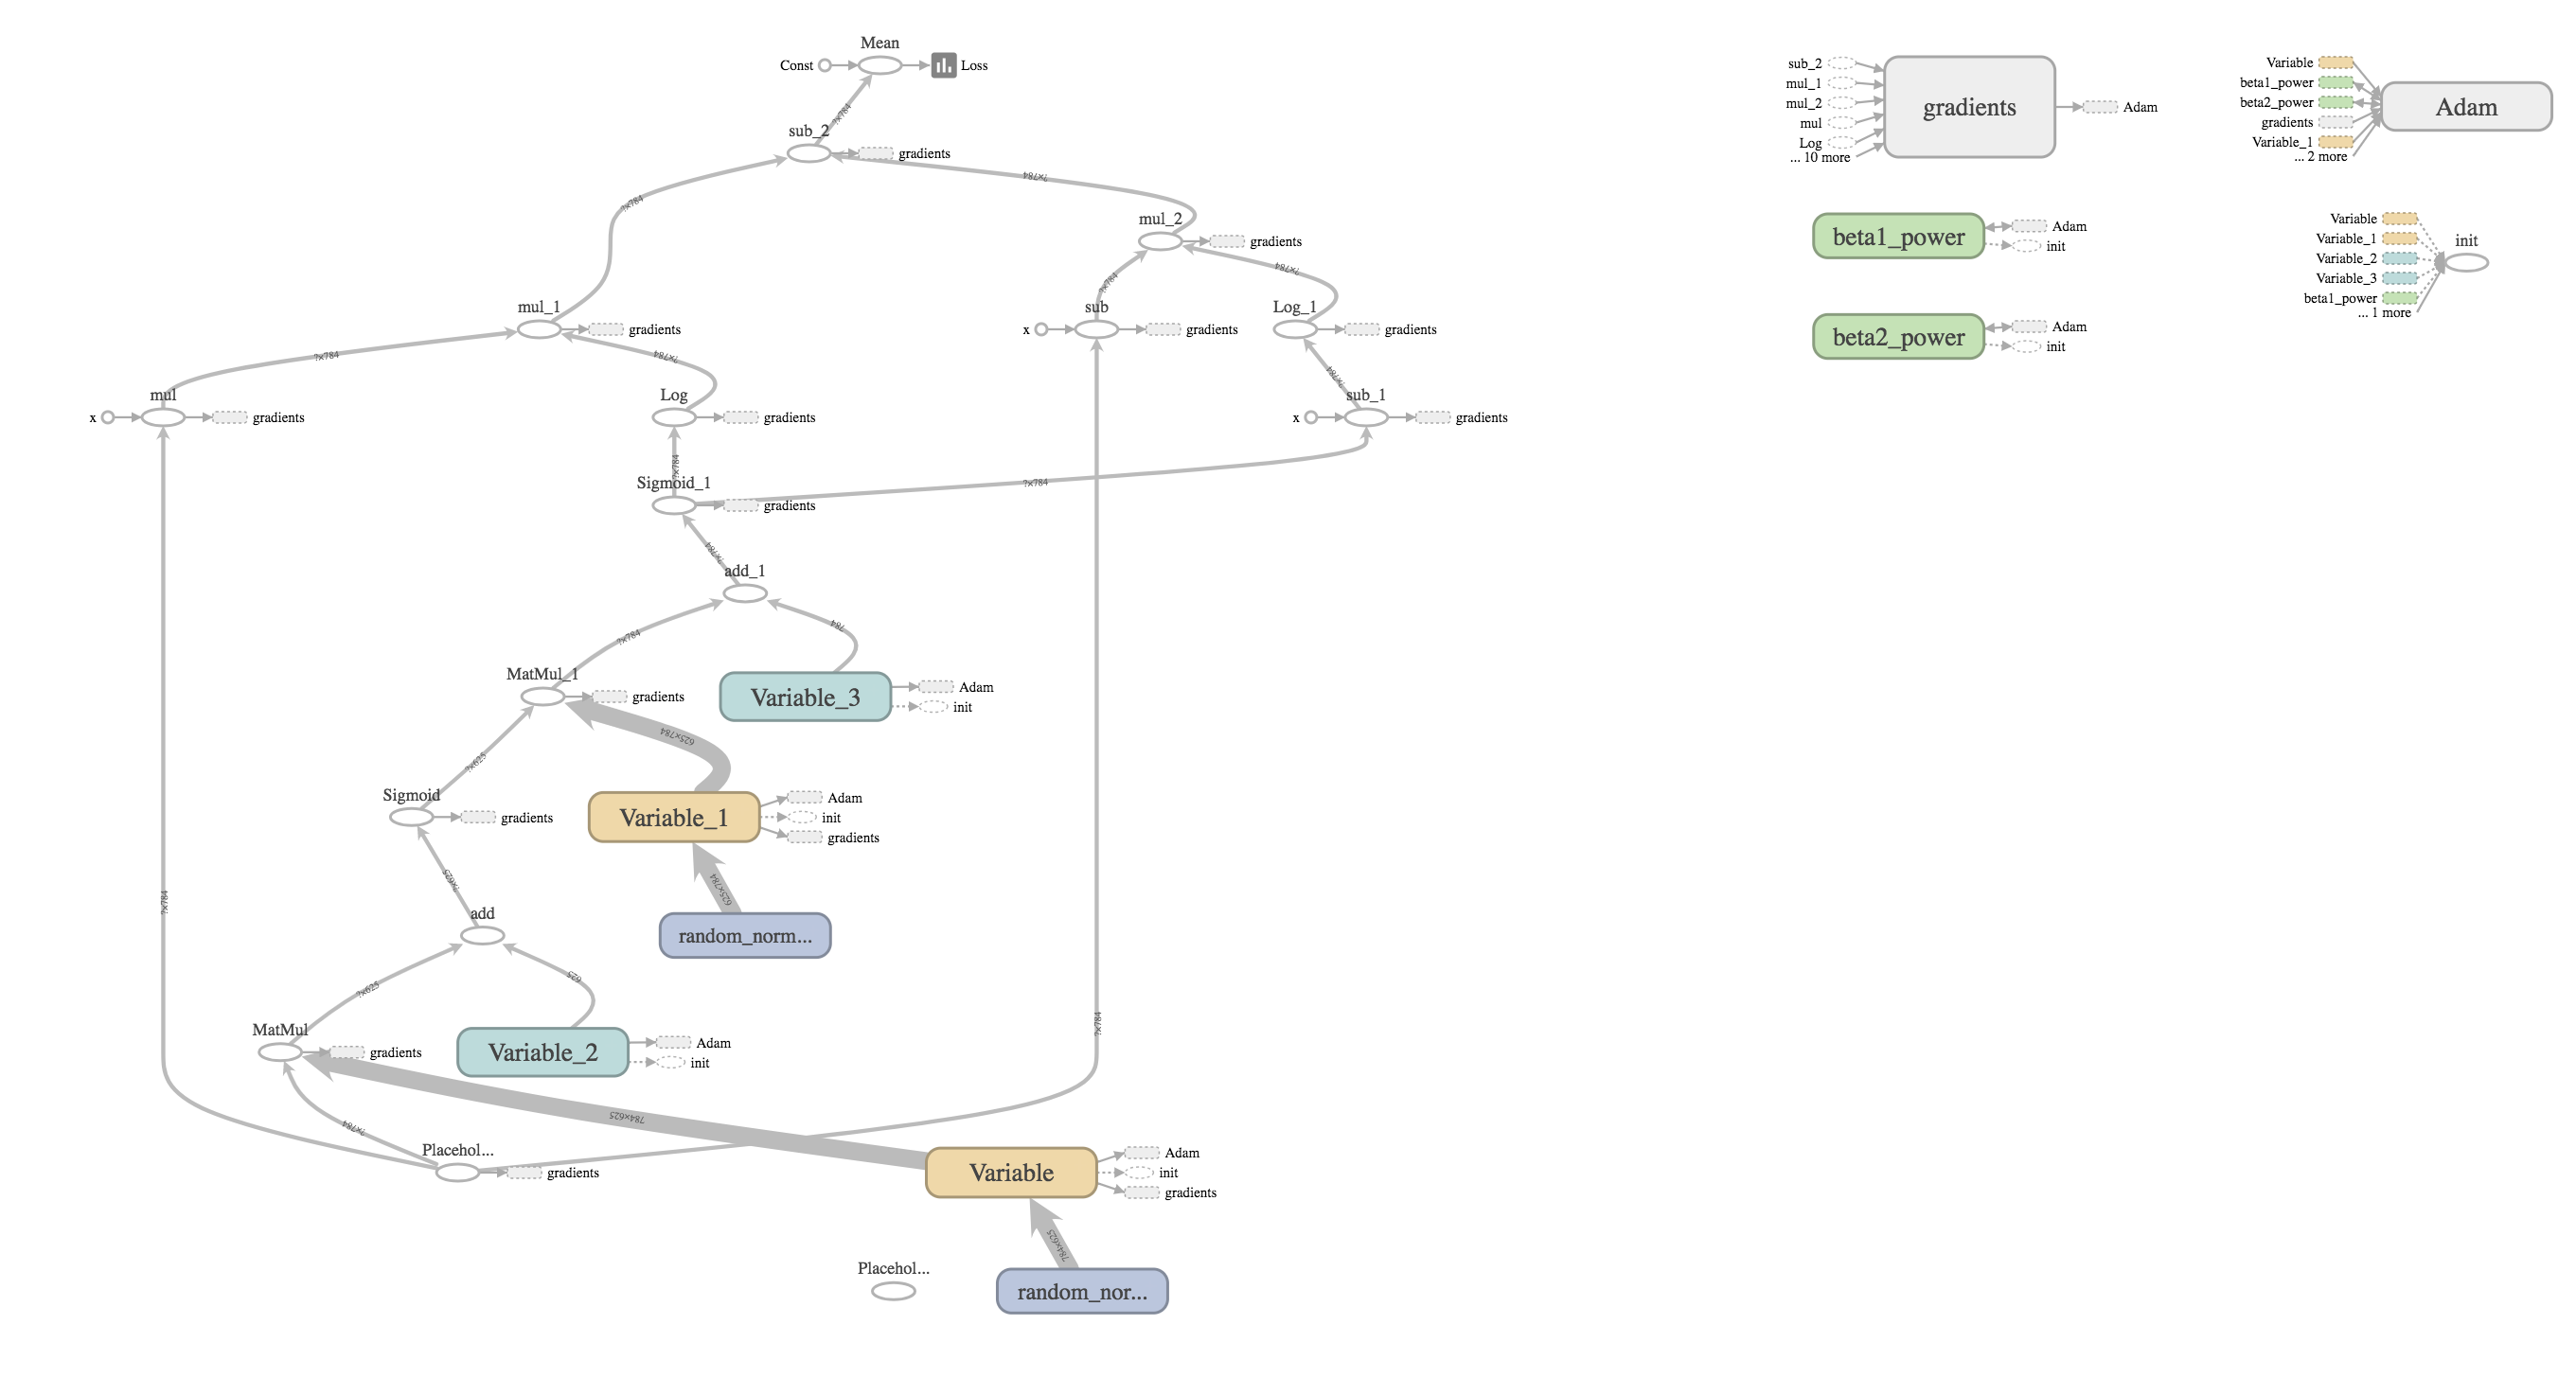 Mean
Const
Loss
?×784
sub_2
gradients
?×784
?×784
mul_2
gradients
?×784
?×784
mul_1
gradients
x
sub
gradients
Log_1
gradients
?×784
?×784
?×784
mul
x
gradients
Log
gradients
sub_1
x
gradients
?×784
Sigmoid_1
gradients
?×784
?×784
add_1
?×784
784
MatMul_1
gradients
Variable_3
Adam
init
625×784
?×625
Sigmoid
gradients
Variable_1
Adam
init
gradients
?×625
625×784
?×784
add
random_norm...
?×625
625
MatMul
gradients
Variable_2
Adam
init
?×784
784×625
?×784
Placehol...
gradients
Variable
Adam
init
gradients
784×625
Placehol...
random_nor...
sub_2
mul_1
mul_2
mul
Log
... 10 more
gradients
Adam
Variable
beta1_power
beta2_power
gradients
Variable_1
... 2 more
Adam
beta1_power
Adam
init
Variable
Variable_1
Variable_2
Variable_3
beta1_power
... 1 more
init
beta2_power
Adam
init